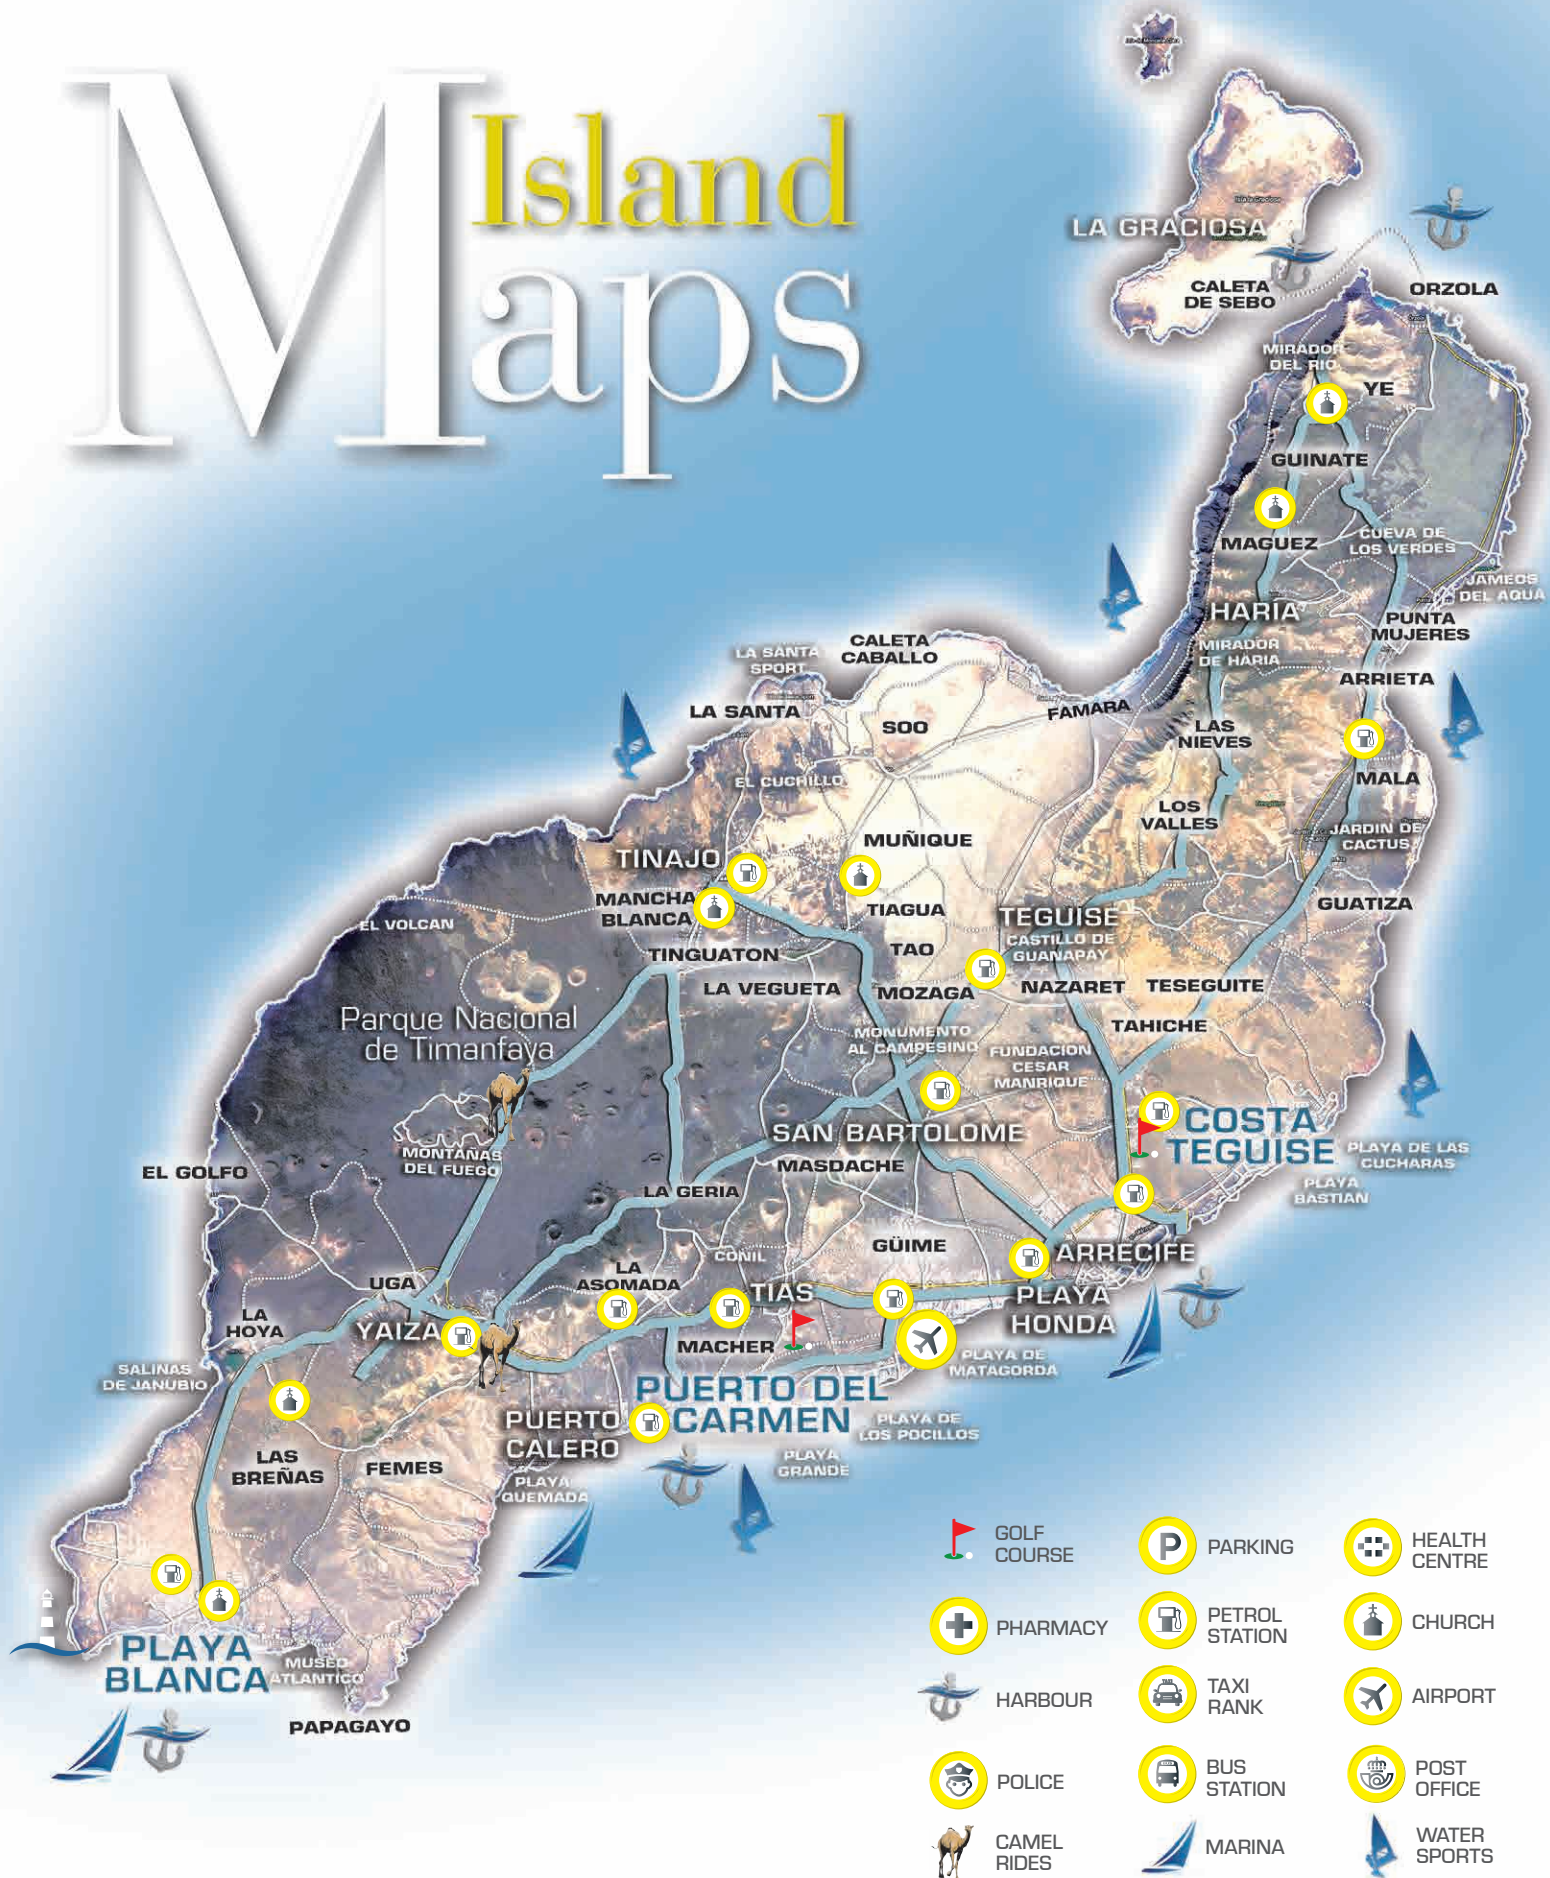 Island
Maps
LA GRACIOSA
CALETA
DE SEBO
ORZOLA
MIRADOR
DEL RIO
YE
GUINATE
MAGUEZ
CUEVA DE
LOS VERDES
JAMEOS
DEL AQUA
HARIA
PUNTA
MUJERES
MIRADOR
DE HARIA
ARRIETA
CALETA
CABALLO
LA SANTA
SPORT
LA SANTA
SOO
FAMARA
LAS
NIEVES
EL CUCHILLO
MALA
LOS
VALLES
JARDIN DE
CACTUS
MUÑIQUE
TINAJO
MANCHA
BLANCA
TIAGUA
TEGUISE
GUATIZA
EL VOLCAN
CASTILLO DE
GUANAPAY
TAO
TINGUATON
LA VEGUETA
MOZAGA
NAZARET
TESEGUITE
Parque Nacional
de Timanfaya
TAHICHE
MONUMENTO
AL CAMPESINO
FUNDACION
CESAR
MANRIQUE
COSTA
TEGUISE
SAN BARTOLOME
PLAYA DE LAS
CUCHARAS
MONTAÑAS
DEL FUEGO
MASDACHE
EL GOLFO
LA GERIA
PLAYA
BASTIAN
GÜIME
ARRECIFE
CONIL
LA
ASOMADA
UGA
TIAS
PLAYA
HONDA
LA
HOYA
YAIZA
MACHER
PLAYA DE
MATAGORDA
SALINAS
DE JANUBIO
PUERTO DEL
CARMEN
PUERTO
CALERO
PLAYA DE
LOS POCILLOS
LAS
BREÑAS
FEMES
PLAYA
GRANDE
PLAYA
QUEMADA
PLAYA
BLANCA
MUSEO
ATLANTICO
PAPAGAYO
GOLF
COURSE
P
PARKING
HEALTH
CENTRE
PHARMACY
PETROL
STATION
CHURCH
HARBOUR
TAXI
TAXI
RANK
AIRPORT
POLICE
BUS
STATION
POST
OFFICE
CAMEL
RIDES
MARINA
WATER
SPORTS